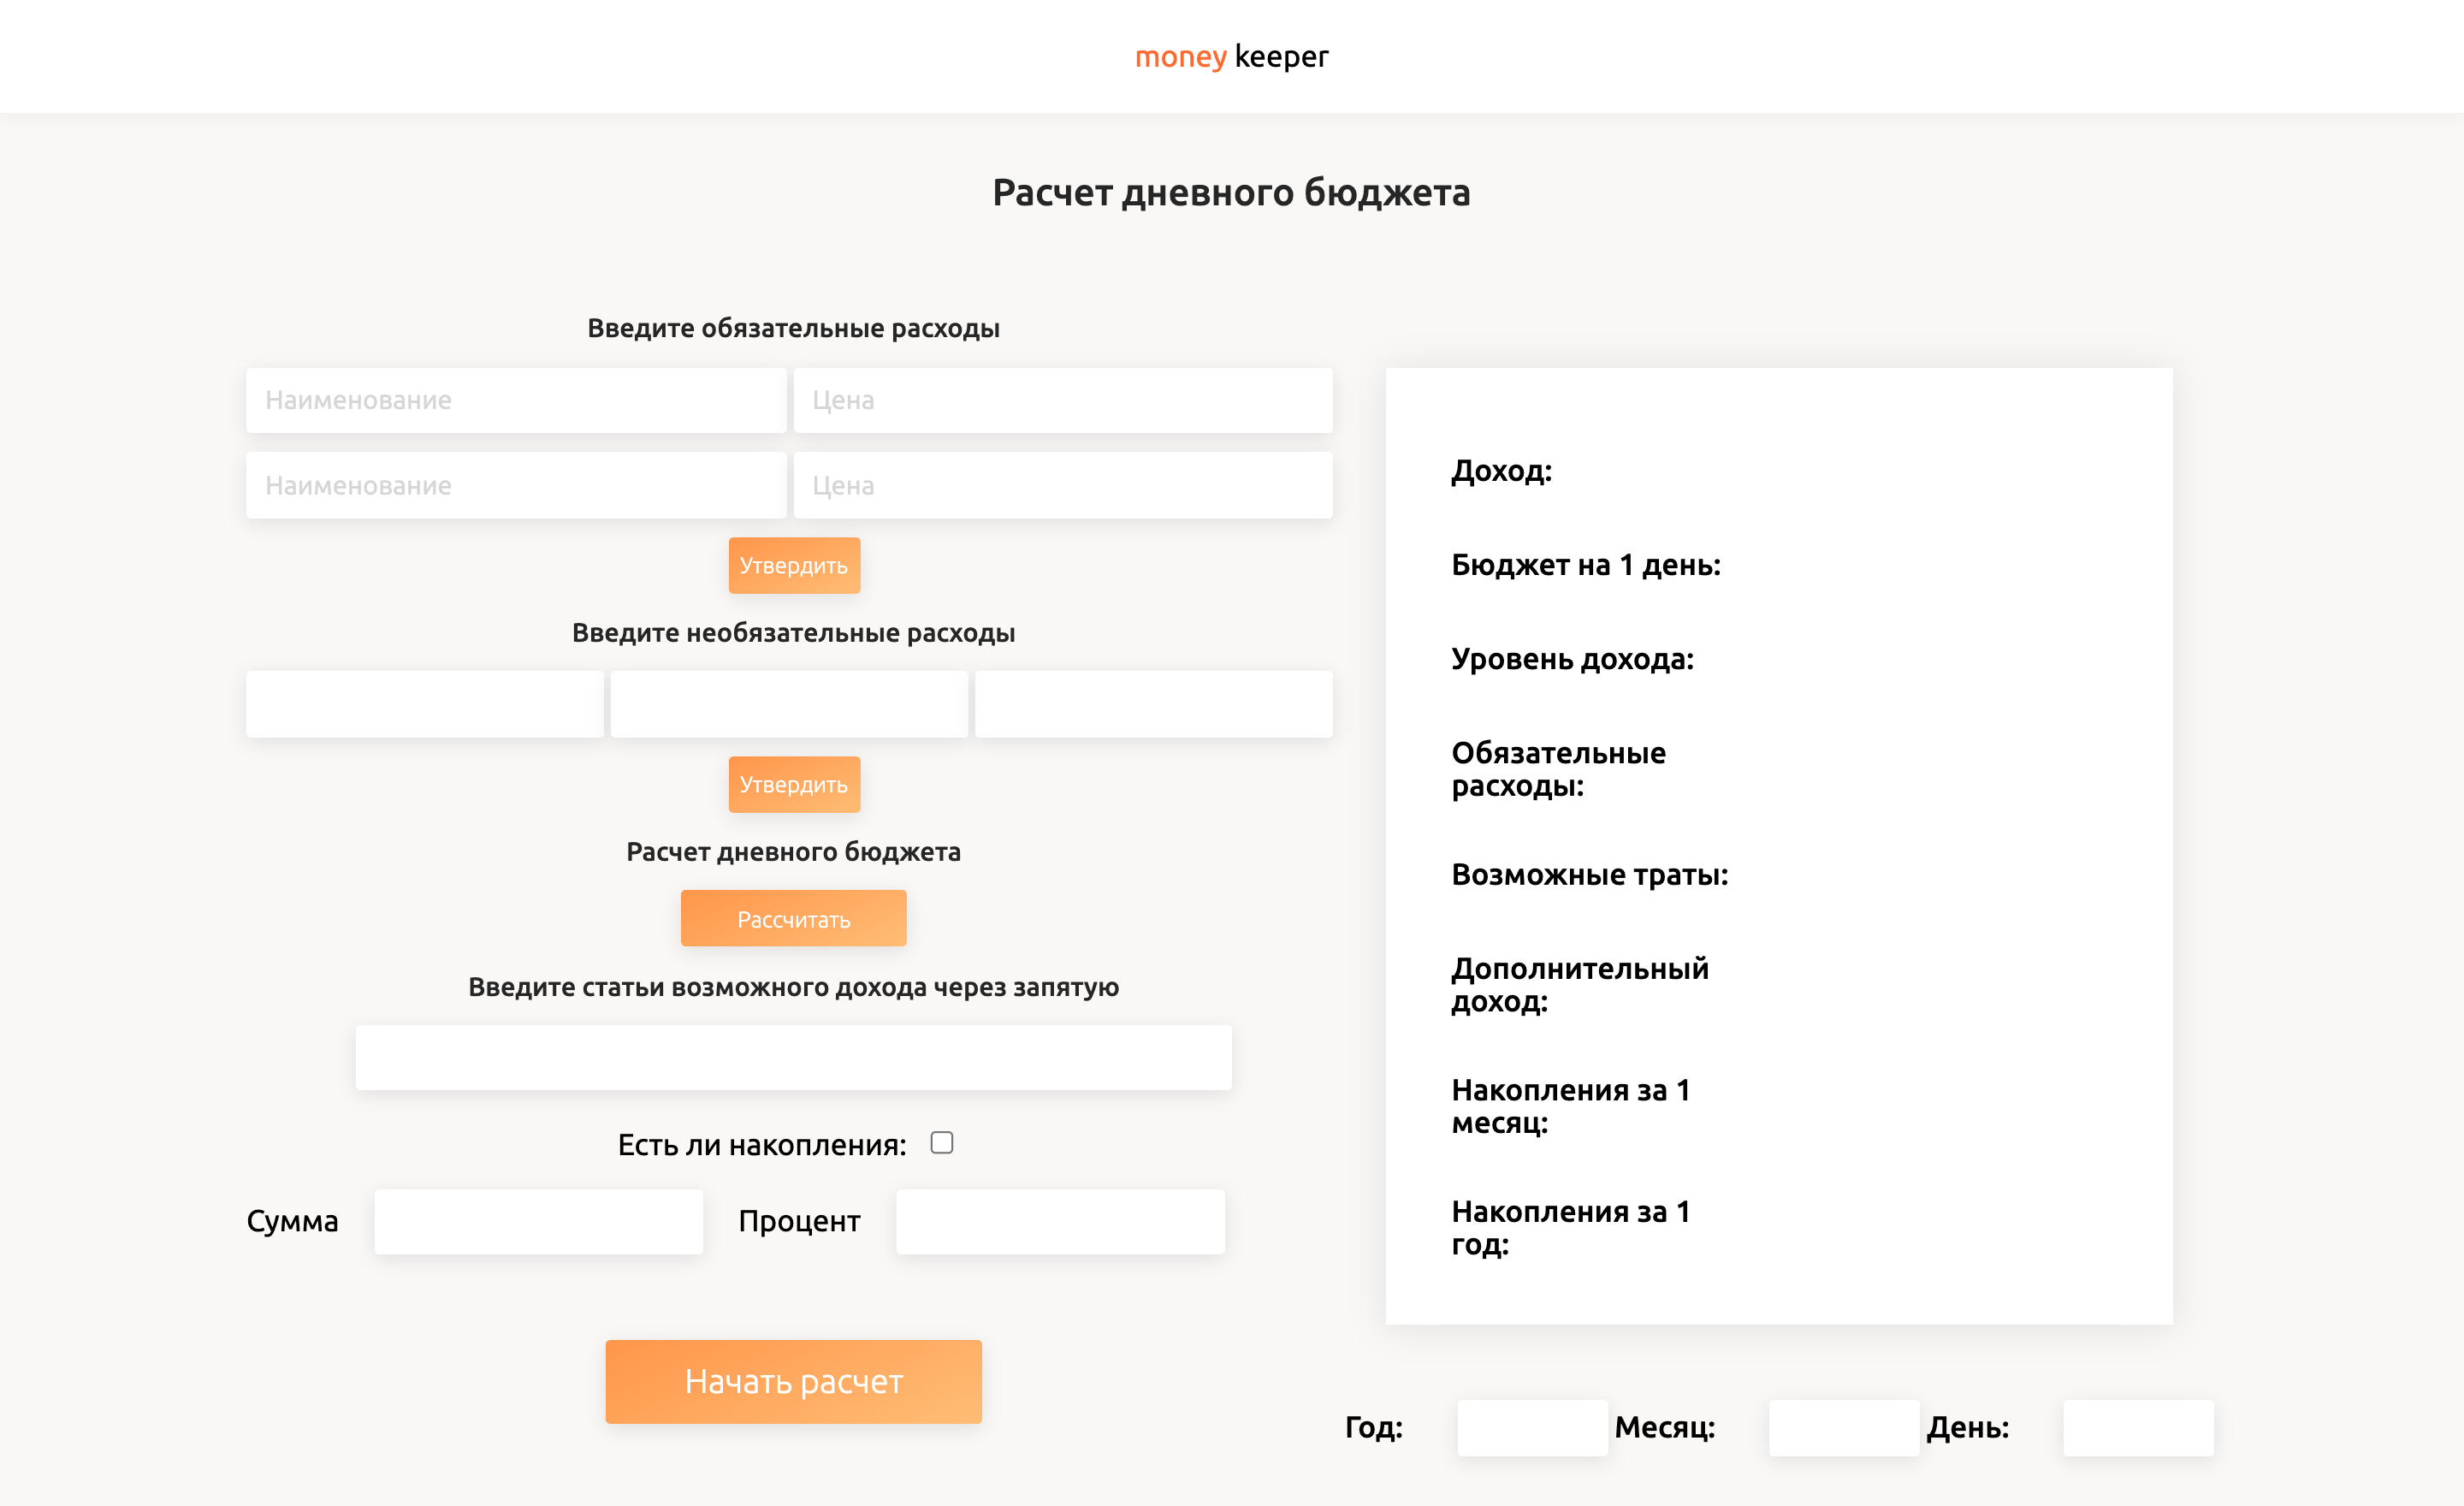 money keeper
Расчет дневного бюджета
Введите обязательные расходы
Наименование
Цена
Наименование
Цена
Утвердить
Введите необязательные расходы
Утвердить
Расчет дневного бюджета
Рассчитать
Введите статьи возможного дохода через запятую
Есть ли накопления:
Сумма
Процент
Начать расчет
Доход:
Бюджет на 1 день:
Уровень дохода:
Обязательные
расходы:
Возможные траты:
Дополнительный
доход:
Накопления за 1
месяц:
Накопления за 1
год:
Год:
Месяц:
День: